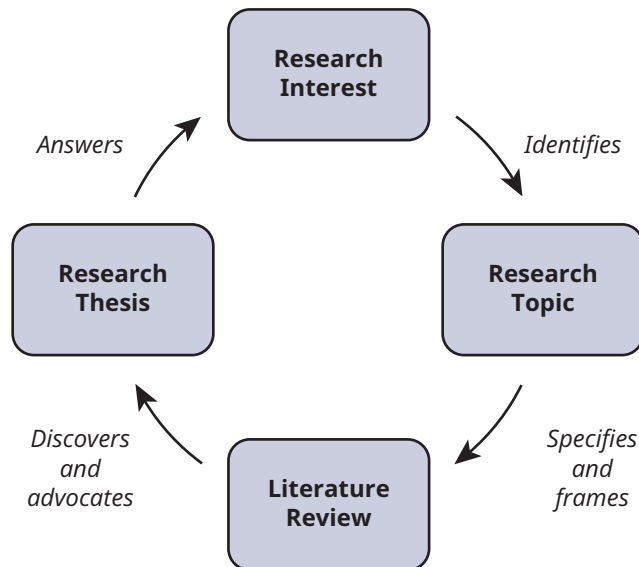 Research
Interest
Answers
Identifies
Research
Thesis
Research
Topic
Discovers
and
advocates
Literature
Review
Specifies
and
frames